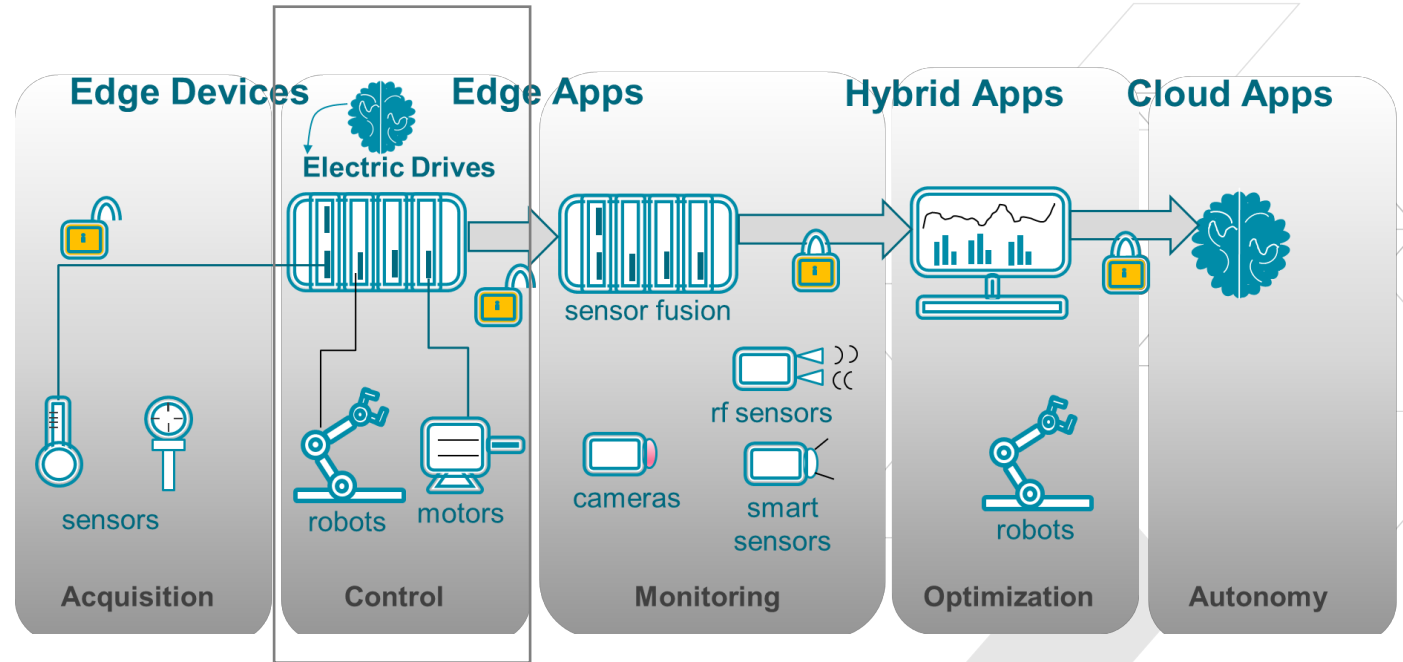 Edge Devices
Edge Apps
Hybrid Apps
Cloud Apps
Electric Drives
sensor fusion
rf sensors
cameras
smart
sensors
sensors
robots
motors
robots
Acquisition
Control
Monitoring
Optimization
Autonomy